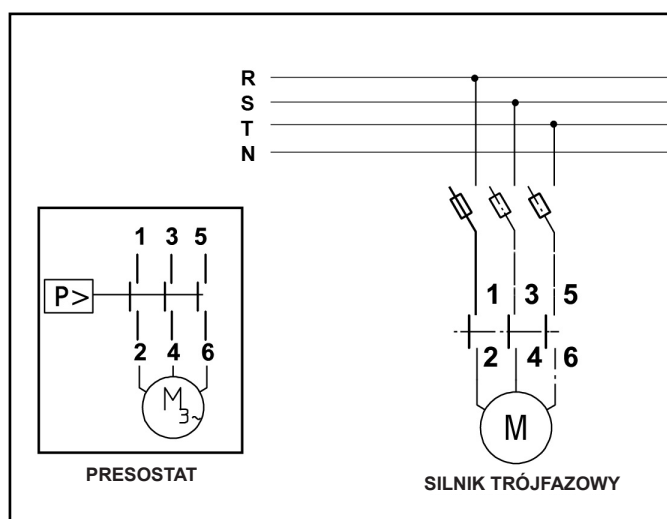 R
S
T
N
1 3 5
P>
2 4 6
M
3~
PRESOSTAT
1 3 5
2 4 6
M
SILNIK TRÓJFAZOWY